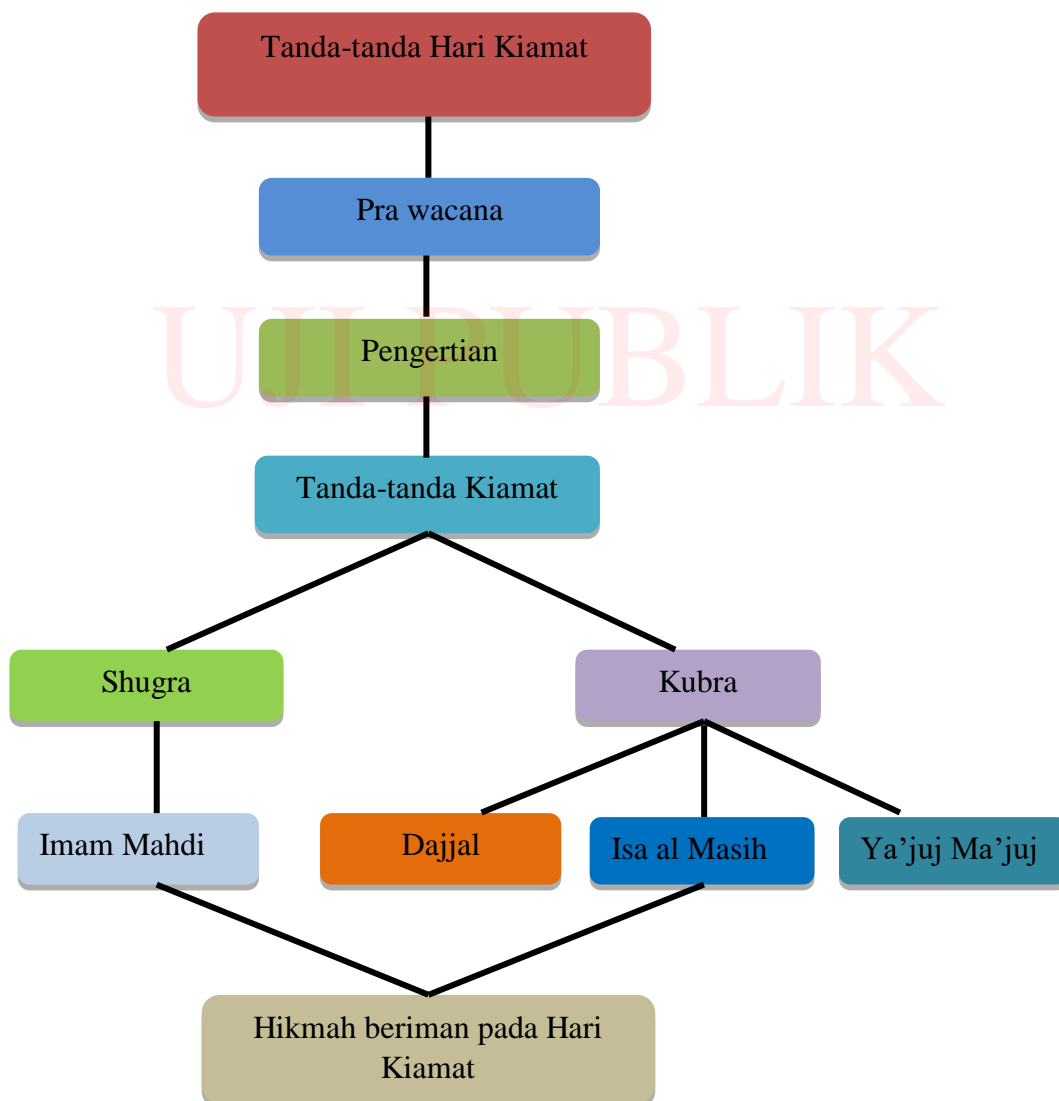 Tanda-tanda Hari Kiamat
Pra wacana
UJI PUBLIK
Pengertian
Tanda-tanda Kiamat
Shugra
Kubra
Imam Mahdi
Dajjal
Isa al Masih
Ya’juj Ma’juj
Hikmah beriman pada Hari
Kiamat